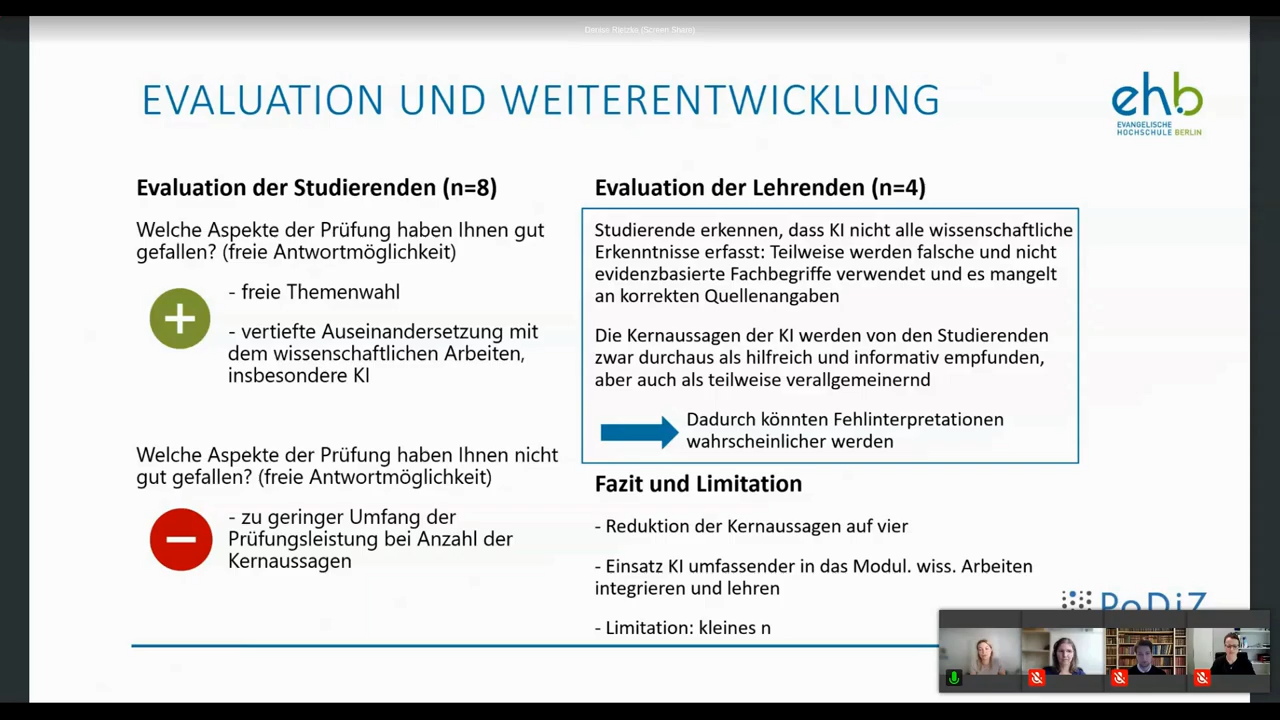 Denise Rietzke (Screen Share)
EVALUATION UND WEITERENTWICKLUNG
ehb
EVANGELISCHE
HOCHSCHULE BERLIN
Evaluation der Studierenden (n=8)
Welche Aspekte der Prüfung haben Ihnen gut
gefallen? (freie Antwortmöglichkeit)
- freie Themenwahl
- vertiefte Auseinandersetzung mit
dem wissenschaftlichen Arbeiten,
insbesondere KI
Welche Aspekte der Prüfung haben Ihnen nicht
gut gefallen? (freie Antwortmöglichkeit)
- zu geringer Umfang der
Prüfungsleistung bei Anzahl der
Kernaussagen
Evaluation der Lehrenden (n=4)
Studierende erkennen, dass KI nicht alle wissenschaftliche
Erkenntnisse erfasst: Teilweise werden falsche und nicht
evidenzbasierte Fachbegriffe verwendet und es mangelt
an korrekten Quellenangaben
Die Kernaussagen der KI werden von den Studierenden
zwar durchaus als hilfreich und informativ empfunden,
aber auch als teilweise verallgemeinernd
Dadurch könnten Fehlinterpretationen
wahrscheinlicher werden
Fazit und Limitation
- Reduktion der Kernaussagen auf vier
- Einsatz KI umfassender in das Modul. wiss. Arbeiten
integrieren und lehren
- Limitation: kleines n
PoDiZ